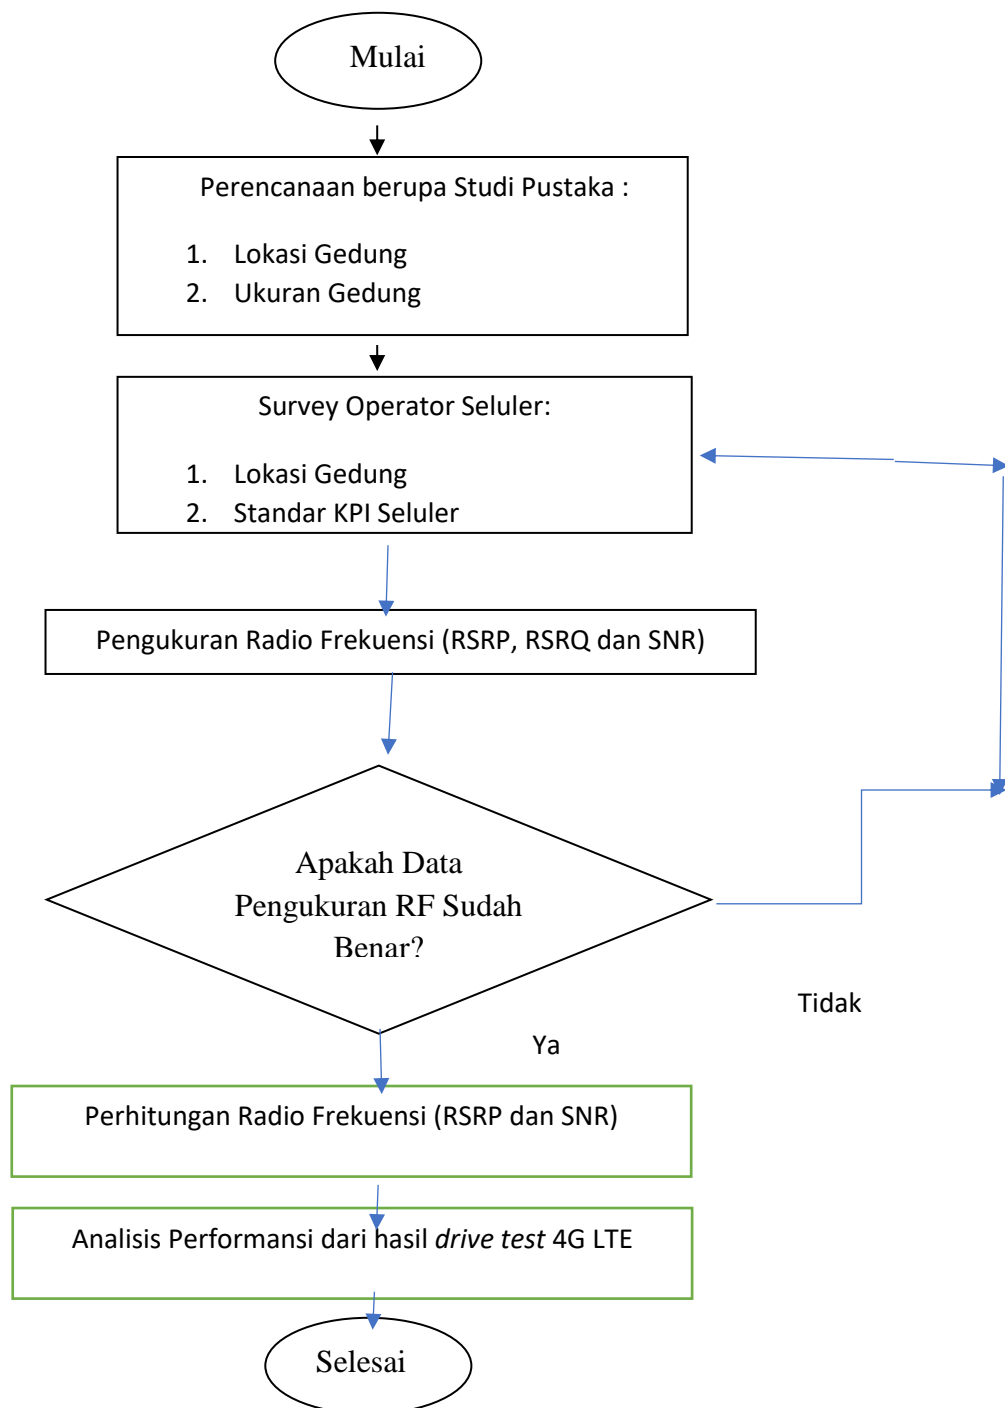 Mulai
Perencanaan berupa Studi Pustaka :
1. Lokasi Gedung
2. Ukuran Gedung
Survey Operator Seluler:
1. Lokasi Gedung
2. Standar KPI Seluler
Pengukuran Radio Frekuensi (RSRP, RSRQ dan SNR)
Apakah Data
Pengukuran RF Sudah
Benar?
Tidak
Ya
Perhitungan Radio Frekuensi (RSRP dan SNR)
Analisis Performansi dari hasil drive test 4G LTE
Selesai